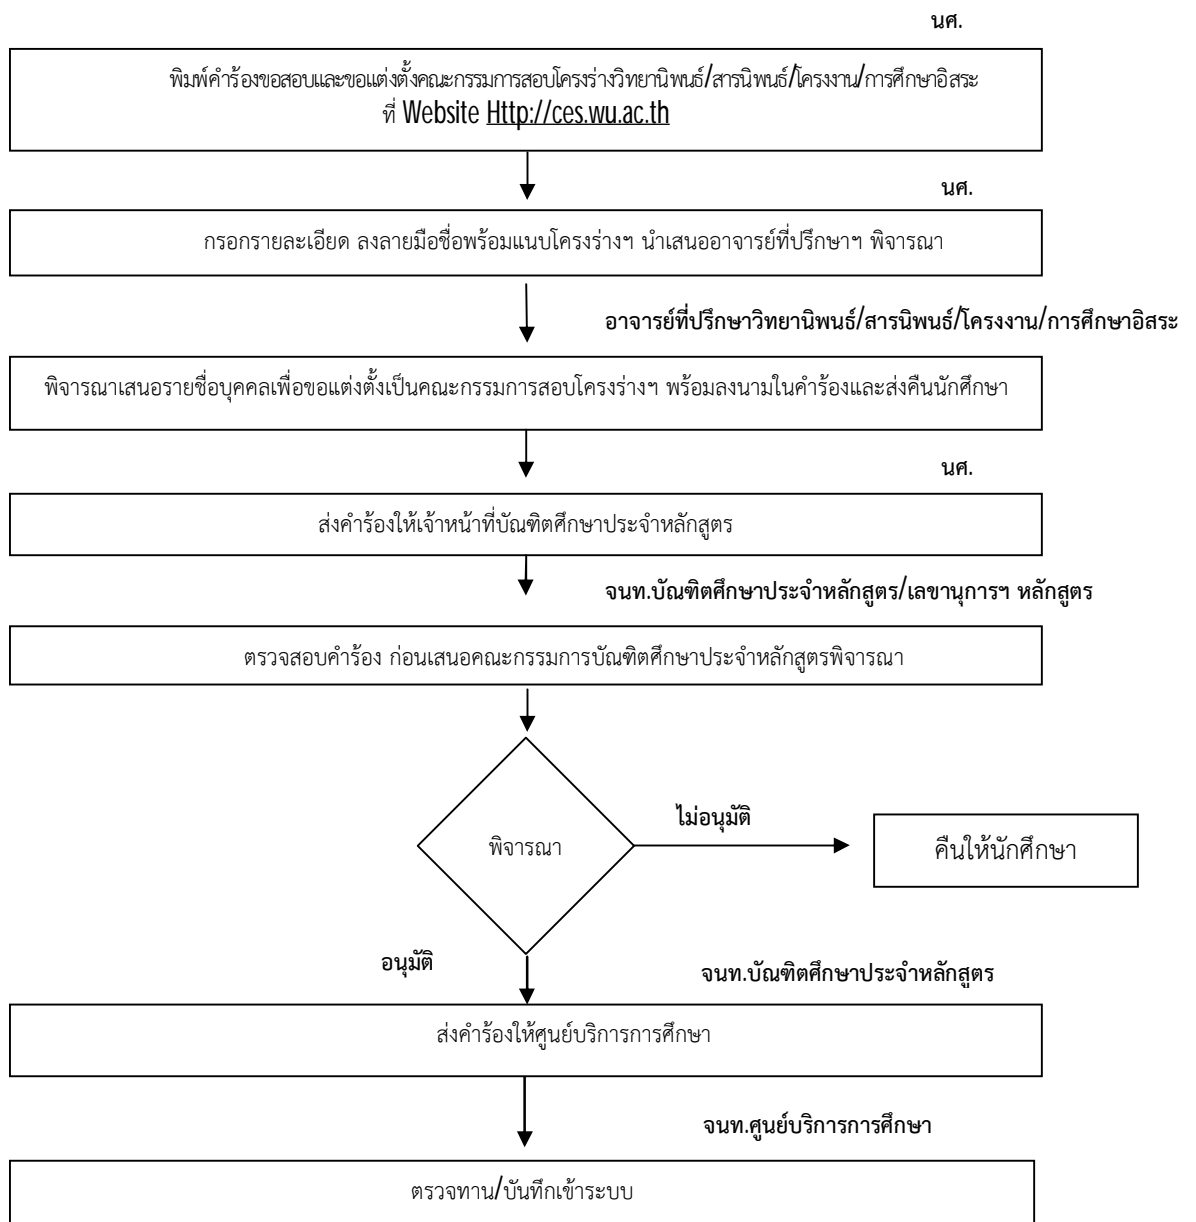 นศ.
พิมพ์คำร้องขอสอบและขอแต่งตั้งคณะกรรมการสอบโครงร่างวิทยานิพนธ์/สารนิพนธ์/โครงงาน/การศึกษาอิสระ
ที่ Website Http://ces.wu.ac.th
นศ.
กรอกรายละเอียด ลงลายมือชื่อพร้อมแนบโครงร่างฯ นำเสนออาจารย์ที่ปรึกษาฯ พิจารณา
อาจารย์ที่ปรึกษาวิทยานิพนธ์/สารนิพนธ์/โครงงาน/การศึกษาอิสระ
พิจารณาเสนอรายชื่อบุคคลเพื่อขอแต่งตั้งเป็นคณะกรรมการสอบโครงร่างฯ พร้อมลงนามในคำร้องและส่งคืนนักศึกษา
นศ.
ส่งคำร้องให้เจ้าหน้าที่บัณฑิตศึกษาประจำหลักสูตร
จนท.บัณฑิตศึกษาประจำหลักสูตร/เลขานุการฯ หลักสูตร
ตรวจสอบคำร้อง ก่อนเสนอคณะกรรมการบัณฑิตศึกษาประจำหลักสูตรพิจารณา
ไม่อนุมัติ
พิจารณา
คืนให้นักศึกษา
อนุมัติ
จนท.บัณฑิตศึกษาประจำหลักสูตร
ส่งคำร้องให้ศูนย์บริการการศึกษา
จนท.ศูนย์บริการการศึกษา
ตรวจทาน/บันทึกเข้าระบบ